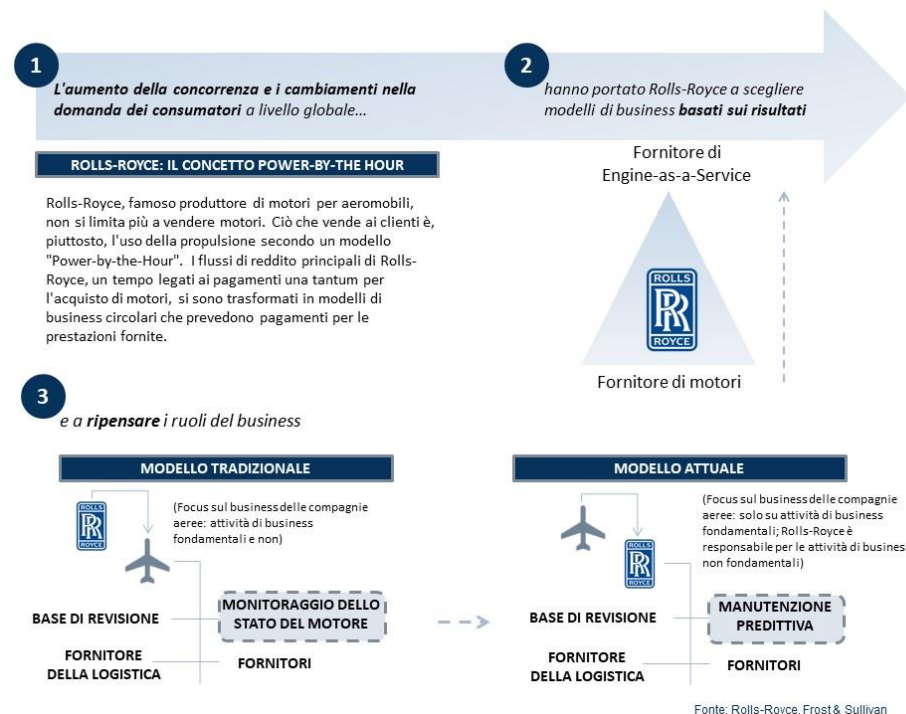 1
L'aumento della concorrenza e i cambiamenti nella
domanda dei consumatori a livello globale...
2
hanno portato Rolls-Royce a scegliere
modelli di business basati sui risultati
ROLLS-ROYCE: IL CONCETTO POWER-BY-THE HOUR
Rolls-Royce, famoso produttore di motori per aeromobili,
non si limita più a vendere motori. Ciò che vende ai clienti è,
piuttosto, l'uso della propulsione secondo un modello
"Power-by-the-Hour". I flussi di reddito principali di Rolls-
Royce, un tempo legati ai pagamenti una tantum per
l'acquisto di motori, si sono trasformati in modelli di
business circolari che prevedono pagamenti per le
prestazioni fornite.
Fornitore di
Engine-as-a-Service
ROLLS
RR
ROYCE
Fornitore di motori
3
e a ripensare i ruoli del business
MODELLO TRADIZIONALE
ROLLS
RR
ROYCE
(Focus sul business delle compagnie
aeree: attività di business
fondamentali e non)
BASE DI REVISIONE
MONITORAGGIO DELLO
STATO DEL MOTORE
FORNITORE
DELLA LOGISTICA
FORNITORI
MODELLO ATTUALE
ROLLS
RR
ROYCE
(Focus sul business delle compagnie
aeree: solo su attività di business
fondamentali; Rolls-Royce è
responsabile per le attività di busines
non fondamentali)
BASE DI REVISIONE
MANUTENZIONE
PREDITTIVA
FORNITORE
DELLA LOGISTICA
FORNITORI
Fonte: Rolls-Royce, Frost & Sullivan